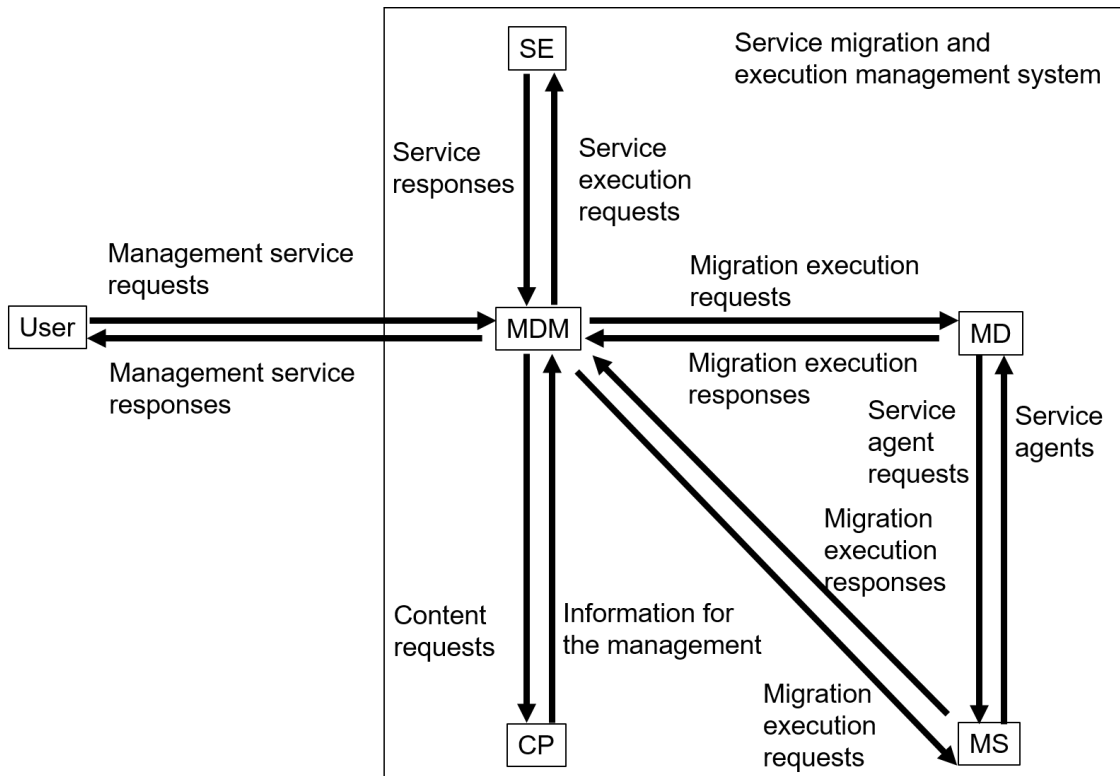 SE
Service migration and
execution management system
Service
responses
Service
execution
requests
Management service
requests
Migration execution
requests
User
MDM
MD
Management service
responses
Migration execution
responses
Service
agent
requests
Service
agents
Migration
execution
responses
Content
requests
Information for
the management
Migration
execution
requests
CP
MS